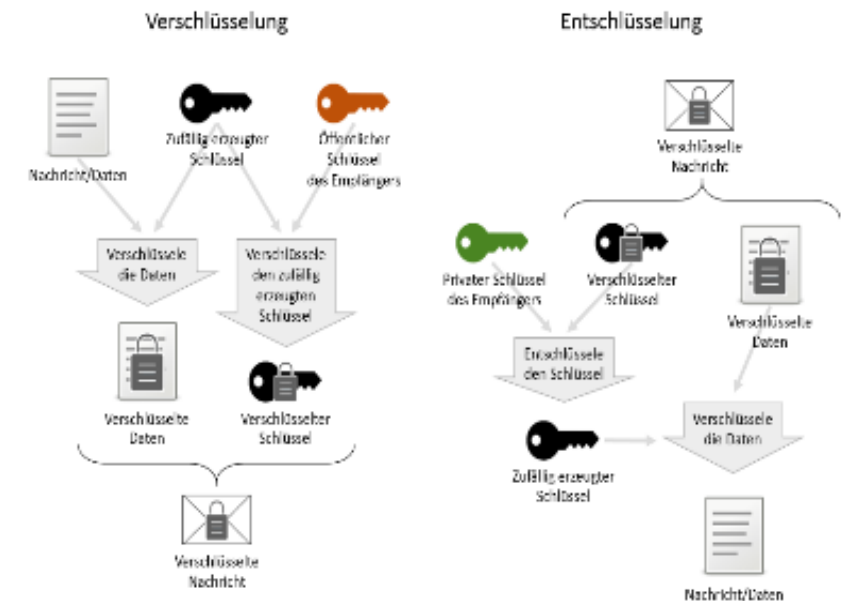 Verschlüsselung
Zufällig erzeugter
Schlüssel
Öffentlicher
Schlüssel
des Empfängers
Nachricht/Daten
Verschlüssele
die Daten
Verschlüssele
den zufällig
erzeugten
Schlüssel
Verschlüsselte
Daten
Verschlüsselter
Schlüssel
Verschlüsselte
Nachricht
Entschlüsselung
Verschlüsselte
Nachricht
Privater Schlüssel
des Empfängers
Verschlüsselter
Schlüssel
Verschlüsselte
Daten
Entschlüssele
den Schlüssel
Verschlüssele
die Daten
Zufällig erzeugter
Schlüssel
Nachricht/Daten